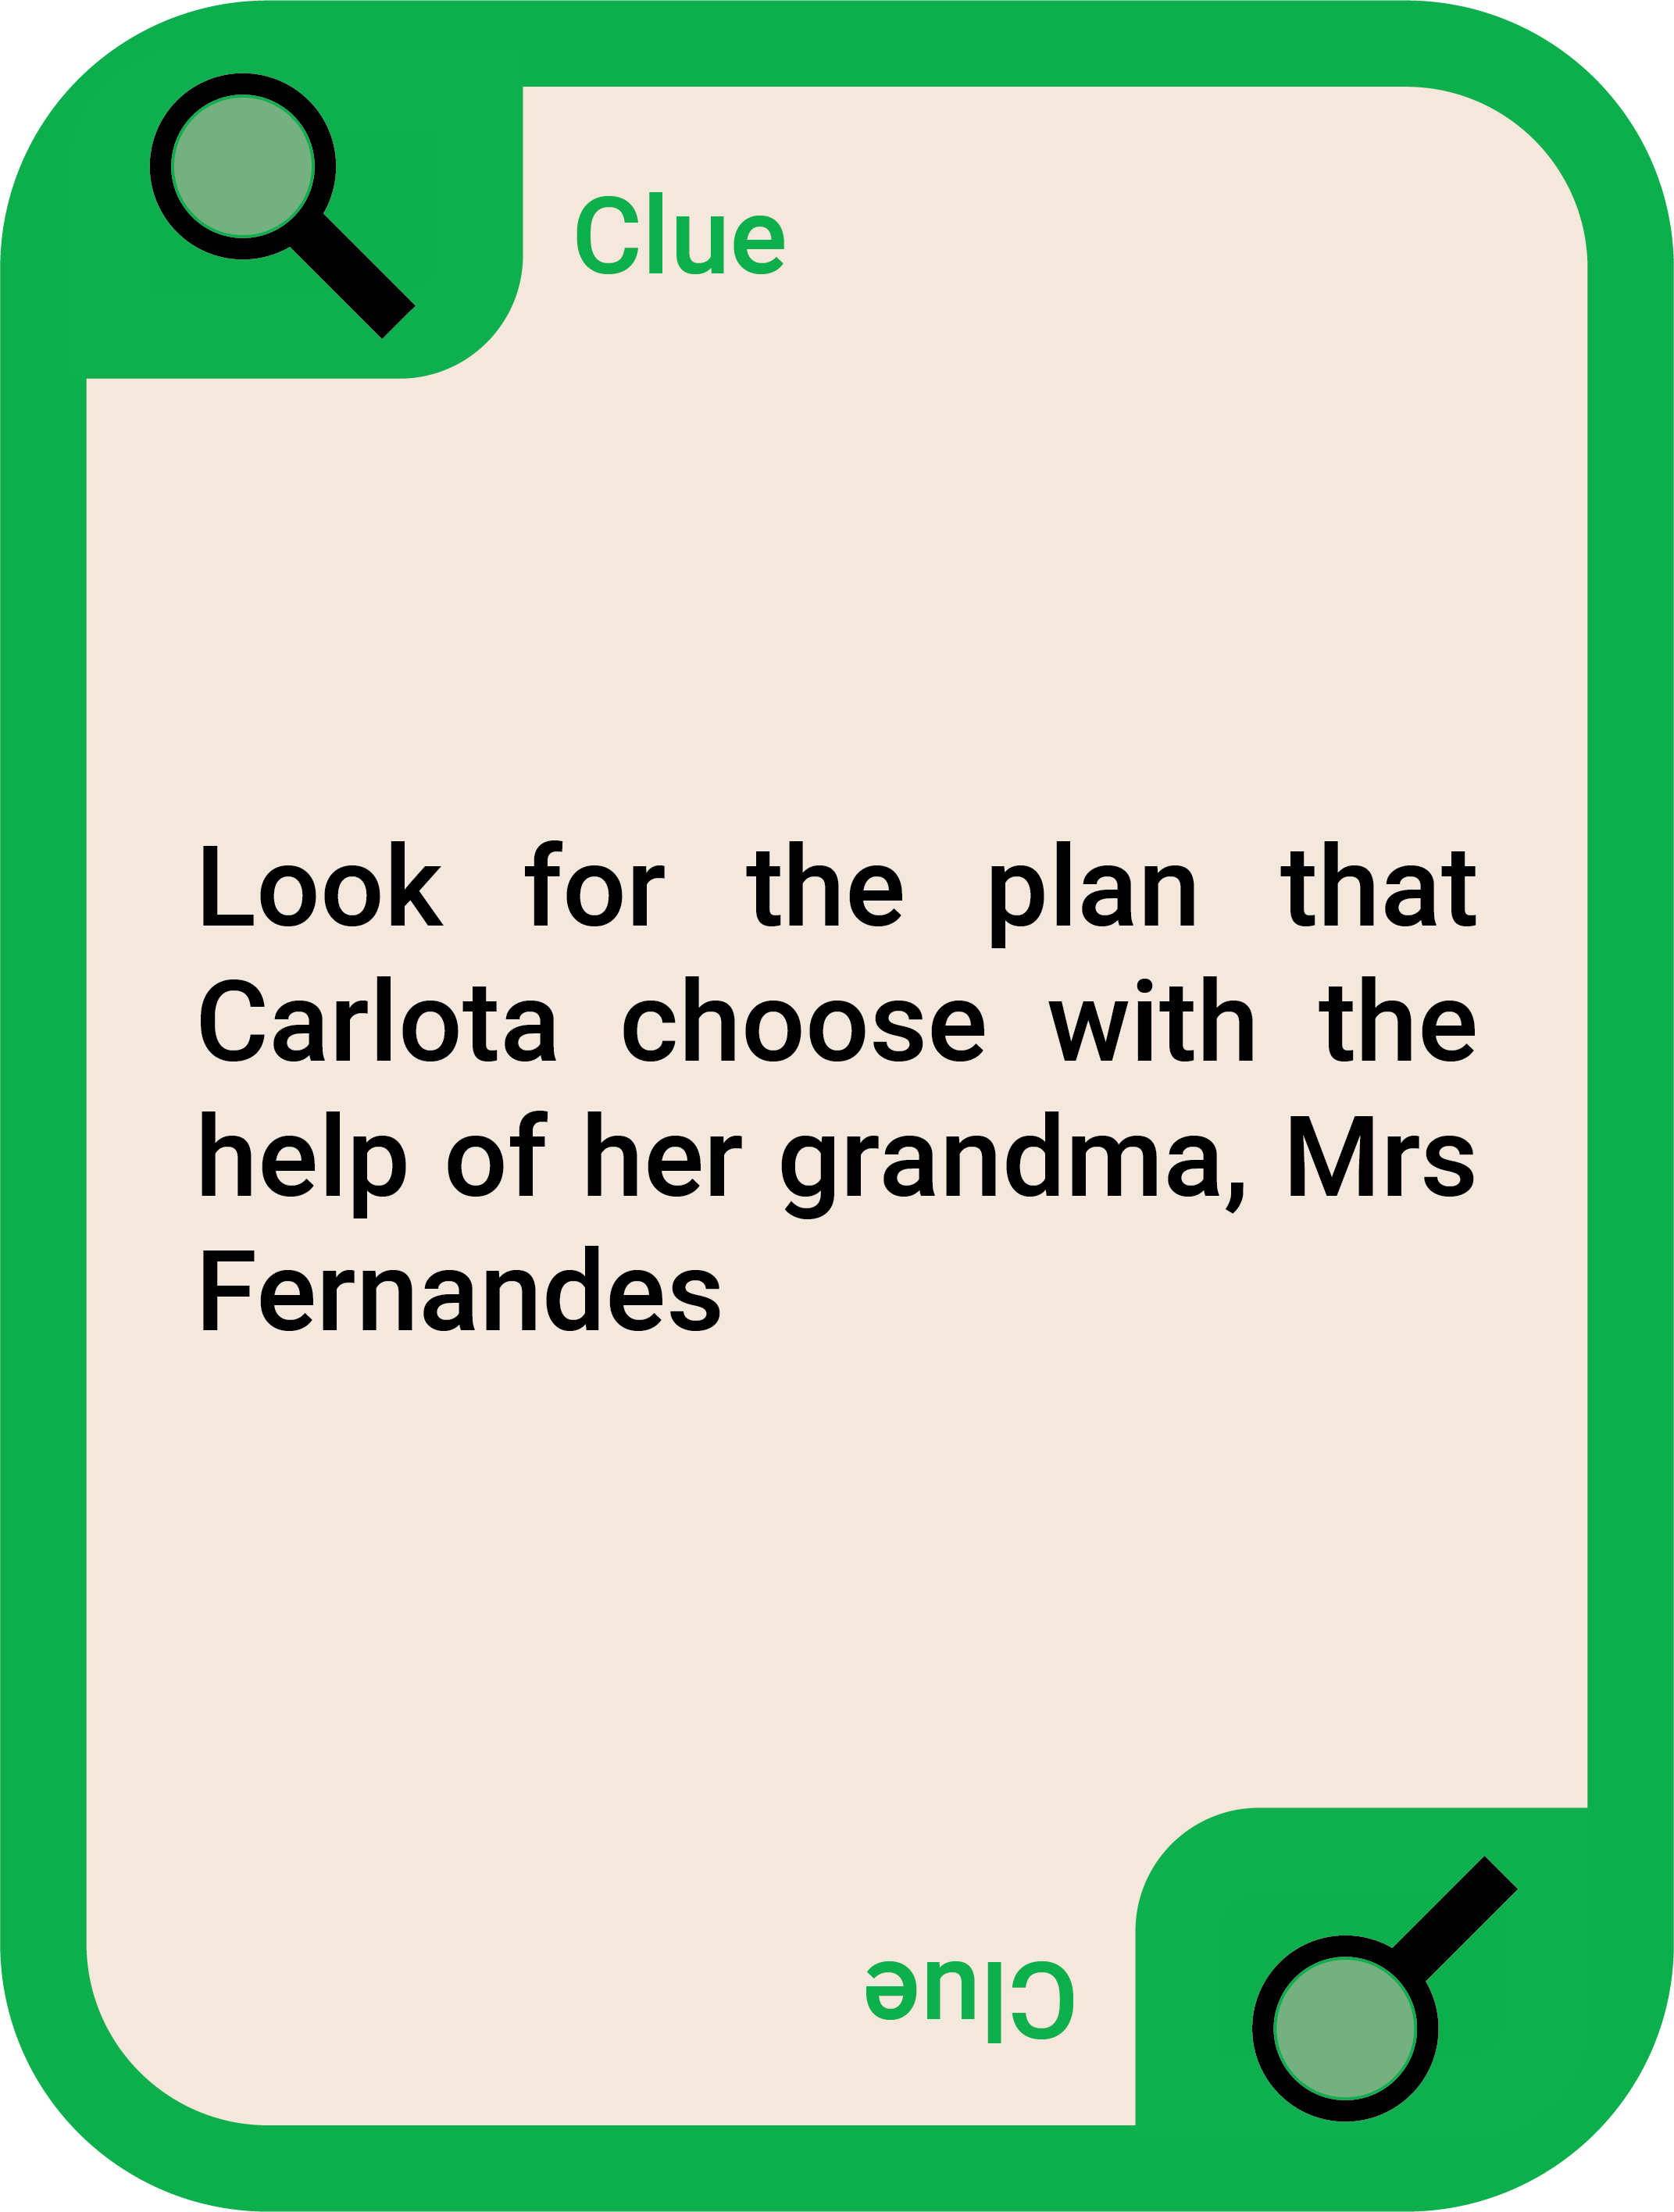 Clue
Look for the plan that
Carlota choose with the
help of her grandma, Mrs
Fernandes
Clue